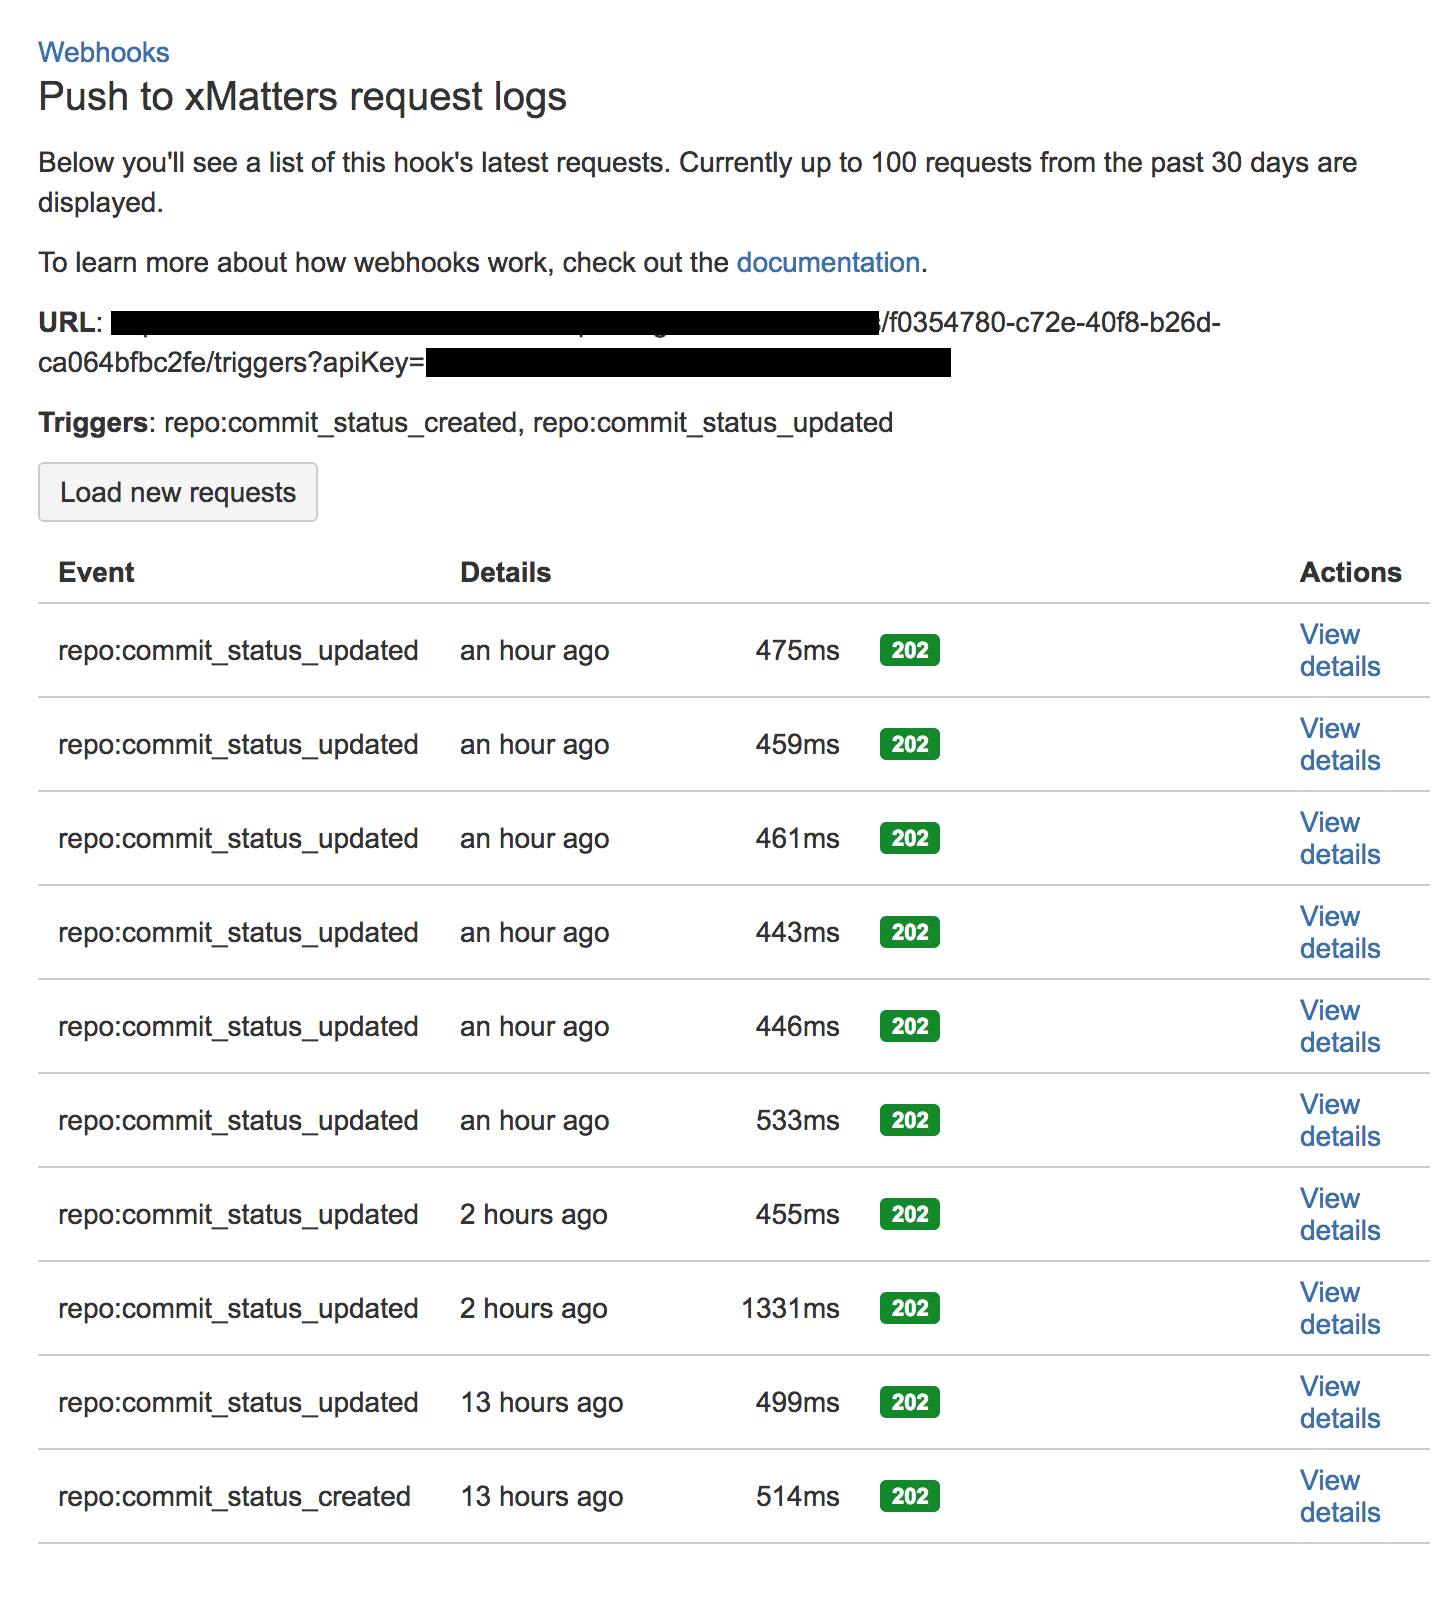 Webhooks
Push to xMatters request logs
Below you'll see a list of this hook's latest requests. Currently up to 100 requests from the past 30 days are
displayed.
To learn more about how webhooks work, check out the documentation.
URL: /f0354780-c72e-40f8-b26d-
ca064bfbc2fe/triggers?apiKey=
Triggers: repo:commit_status_created, repo:commit_status_updated
Load new requests
Event Details Actions
repo:commit_status_updated an hour ago 475ms 202 View
details
repo:commit_status_updated an hour ago 459ms 202 View
details
repo:commit_status_updated an hour ago 461ms 202 View
details
repo:commit_status_updated an hour ago 443ms 202 View
details
repo:commit_status_updated an hour ago 446ms 202 View
details
repo:commit_status_updated an hour ago 533ms 202 View
details
repo:commit_status_updated 2 hours ago 455ms 202 View
details
repo:commit_status_updated 2 hours ago 1331ms 202 View
details
repo:commit_status_updated 13 hours ago 499ms 202 View
details
repo:commit_status_created 13 hours ago 514ms 202 View
details